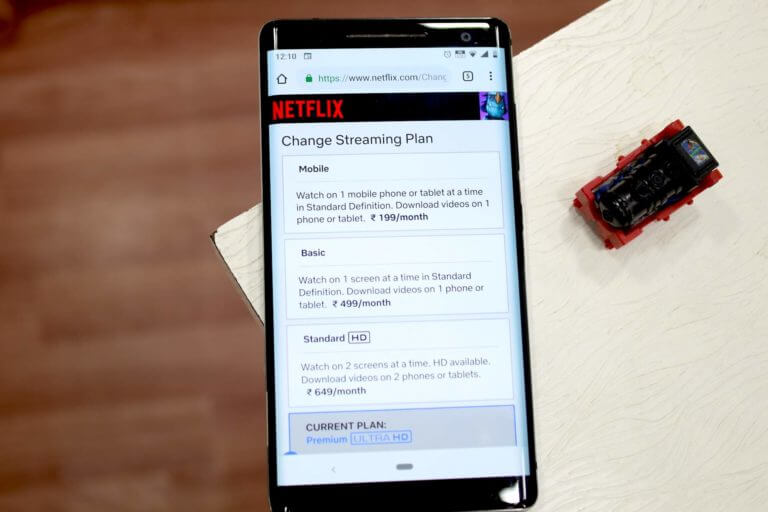 12:10
https://www.netflix.com/Chang
5
NETFLIX
Change Streaming Plan
Mobile
Watch on 1 mobile phone or tablet at a time
in Standard Definition. Download videos on 1
phone or tablet. ₹ 199/month
Basic
Watch on 1 screen at a time in Standard
Definition. Download videos on 1 phone or
tablet. ₹ 499/month
Standard HD
Watch on 2 screens at a time. HD available.
Download videos on 2 phones or tablets.
₹ 649/month
CURRENT PLAN:
Premium ULTRA HD